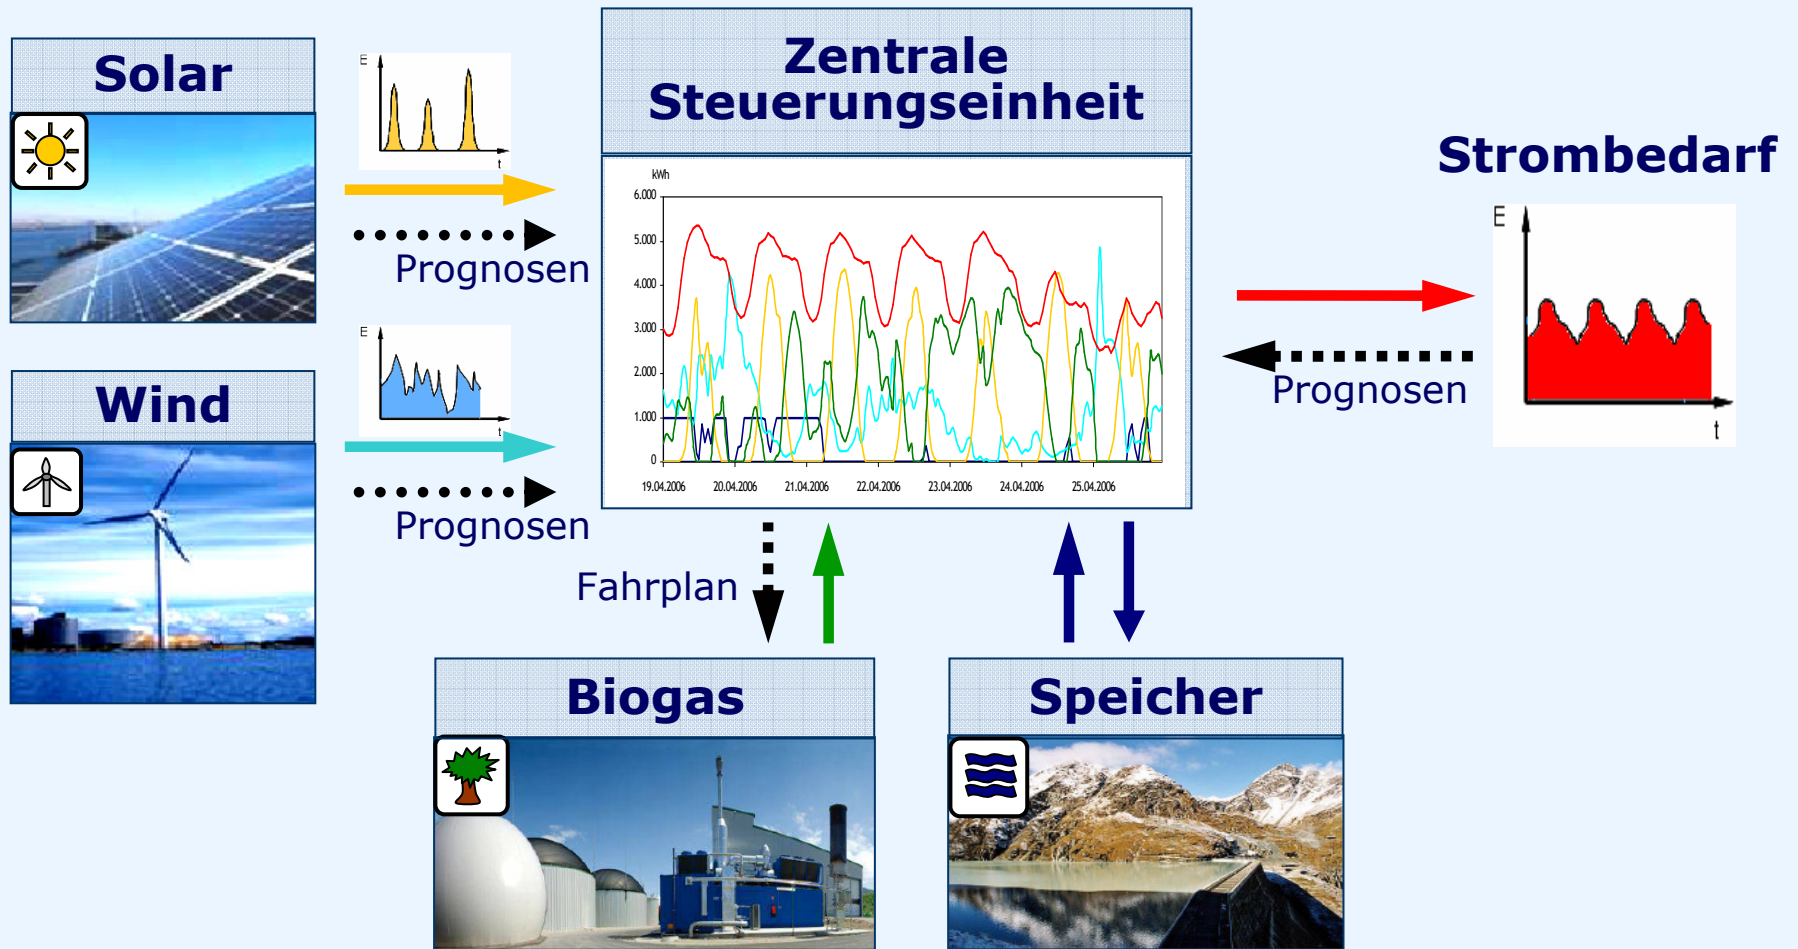 Solar
E
t
Prognosen
Wind
E
t
Prognosen
Zentrale
Steuerungseinheit
kWh
6.000
5.000
4.000
3.000
2.000
1.000
0
19.04.2006 20.04.2006 21.04.2006 22.04.2006 23.04.2006 24.04.2006 25.04.2006
Strombedarf
E
t
Prognosen
Fahrplan
Biogas
Speicher